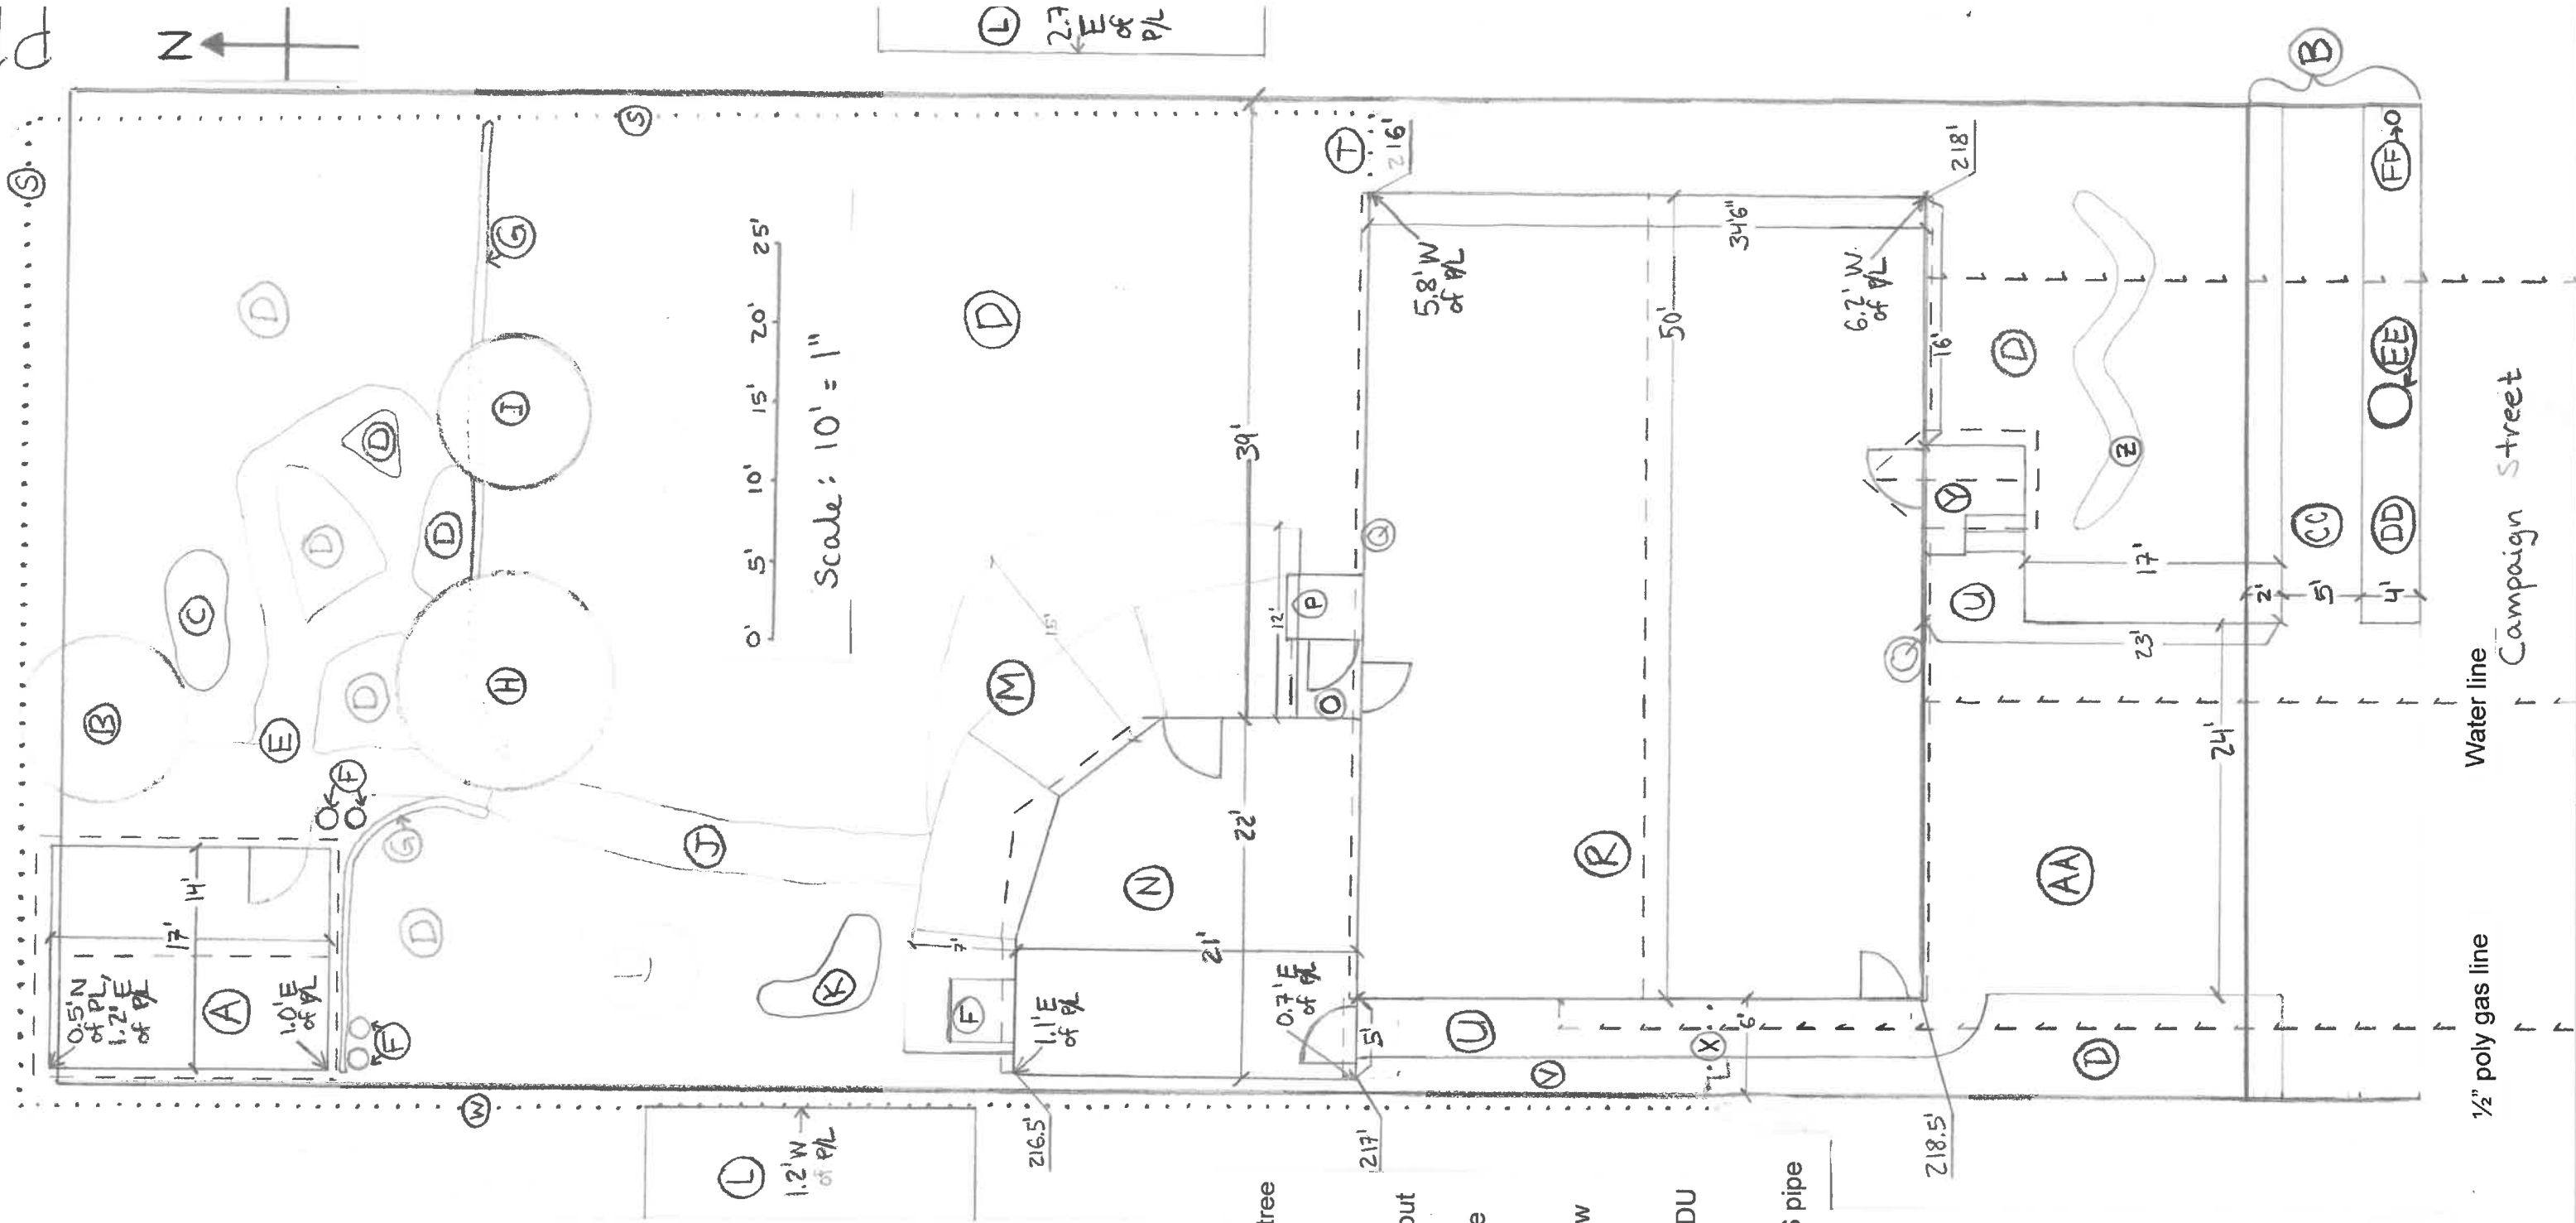 N
L
2.7
E
of
P/L
B
S
S
T
216'
218'
FF
G
25'
20'
15'
10'
5'
0'
Scale: 10' = 1"
D
D
5.8' W
of P/L
34'6"
50'
6.2' W
of P/L
16'
D
EE
I
D
D
D
C
D
H
B
E
F
G
39'
15'
12'
P
O
M
Q
Q
Y
Z
U
17'
23'
2'
5'
4'
CC
DD
Campaign Street
24'
Water line
22'
J
N
R
AA
14'
17'
0.5' N
of P/L
1.2' E
of P/L
A
1.0' E
of P/L
D
F
K
7'
F
21'
1.1' E
of P/L
0.7' E
of P/L
5'
U
V
X
6'
D
½" poly gas line
W
L
1.2' W
of P/L
216.5'
217'
218.5'
tree
out
e
w
DU
s pipe